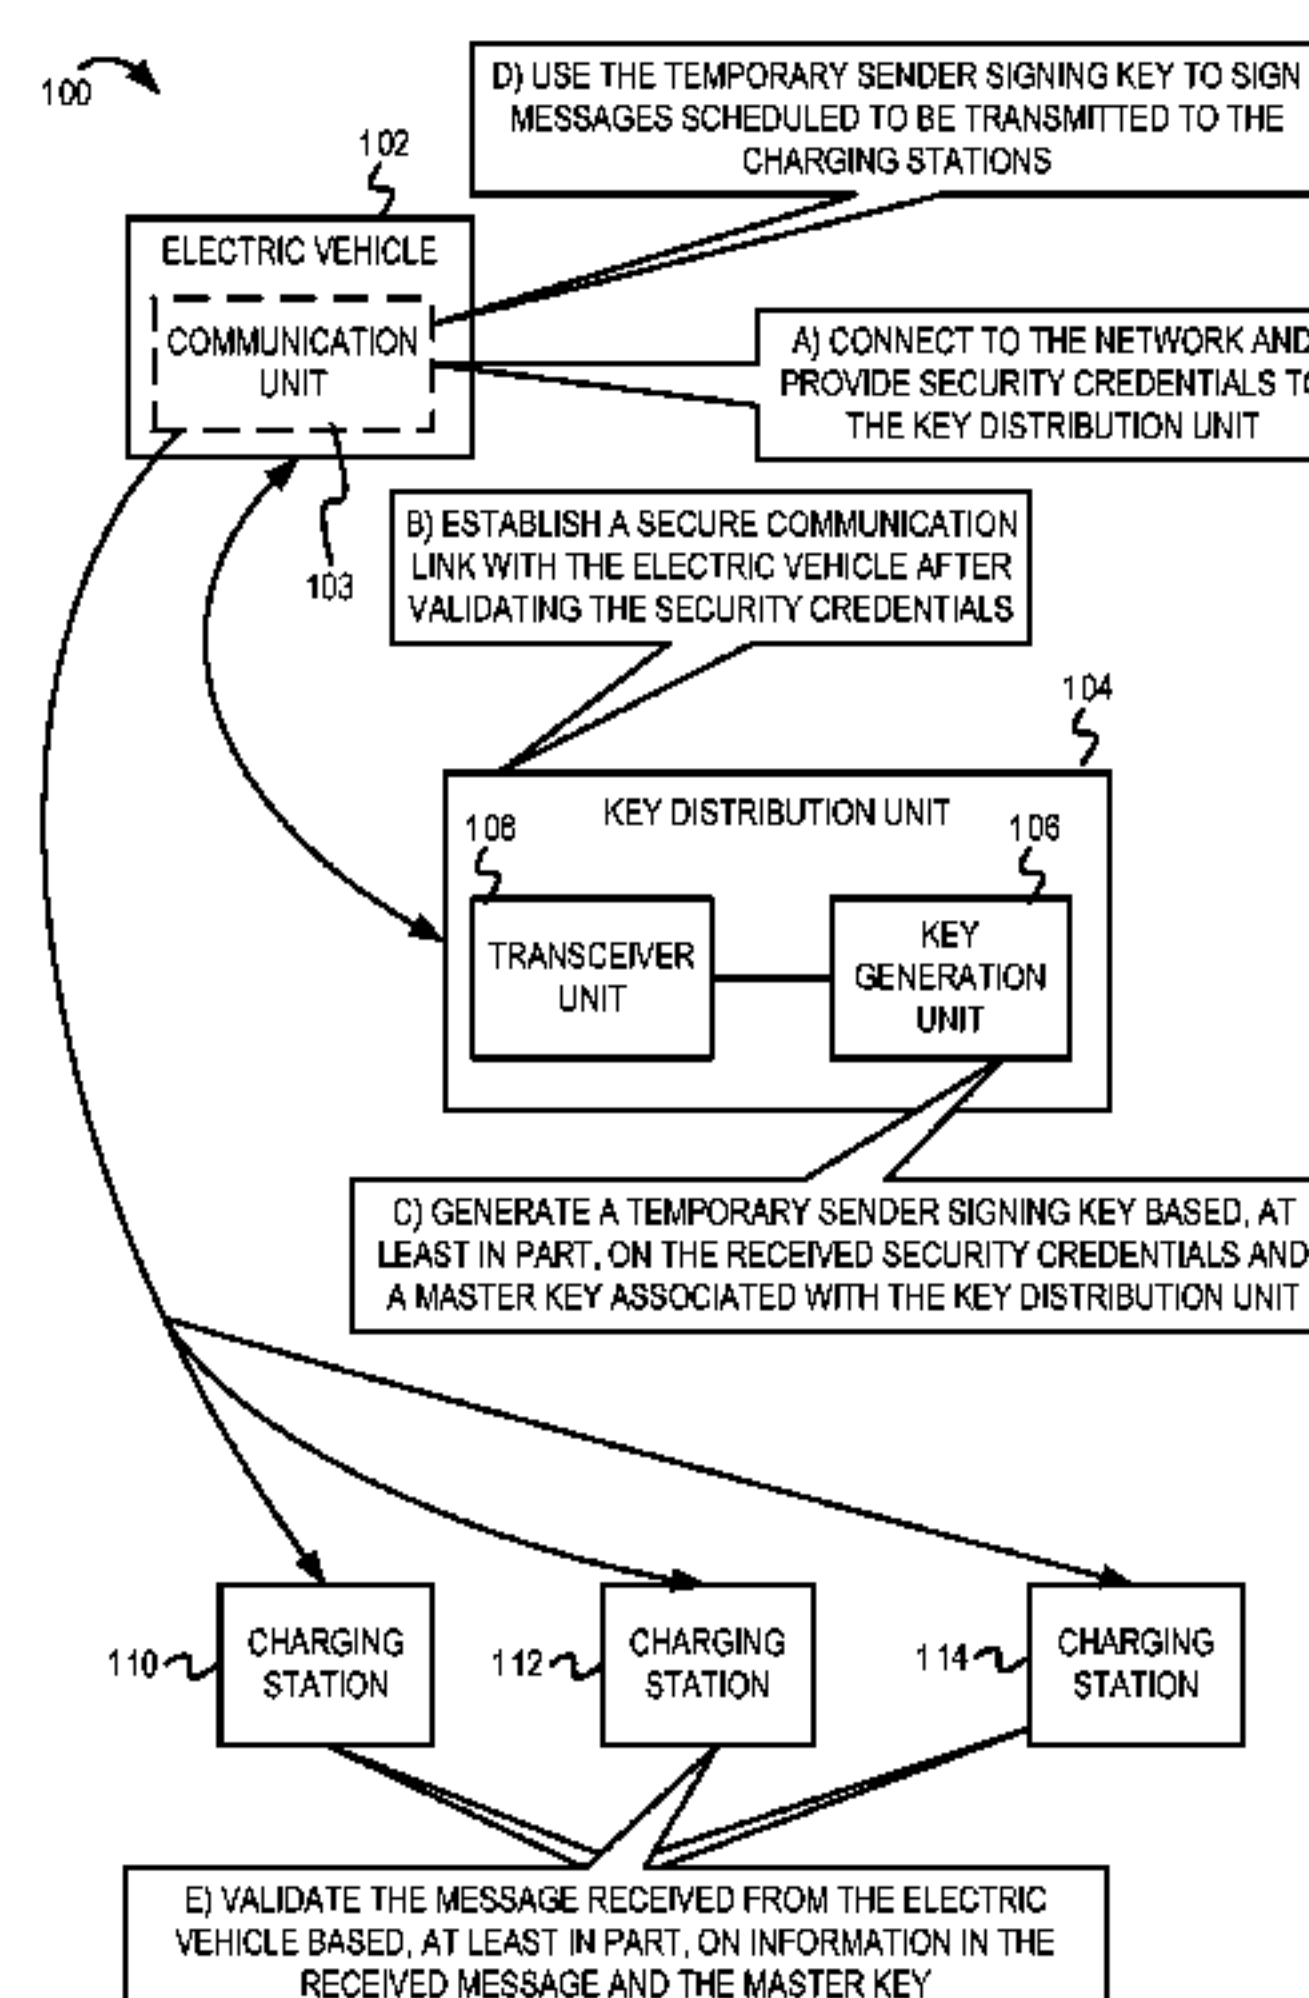 100
D) USE THE TEMPORARY SENDER SIGNING KEY TO SIGN
MESSAGES SCHEDULED TO BE TRANSMITTED TO THE
CHARGING STATIONS
102
ELECTRIC VEHICLE
COMMUNICATION
UNIT
A) CONNECT TO THE NETWORK AND
PROVIDE SECURITY CREDENTIALS TO
THE KEY DISTRIBUTION UNIT
103
B) ESTABLISH A SECURE COMMUNICATION
LINK WITH THE ELECTRIC VEHICLE AFTER
VALIDATING THE SECURITY CREDENTIALS
104
KEY DISTRIBUTION UNIT
108
106
TRANSCEIVER
UNIT
KEY
GENERATION
UNIT
C) GENERATE A TEMPORARY SENDER SIGNING KEY BASED, AT
LEAST IN PART, ON THE RECEIVED SECURITY CREDENTIALS AND
A MASTER KEY ASSOCIATED WITH THE KEY DISTRIBUTION UNIT
110
CHARGING
STATION
112
CHARGING
STATION
114
CHARGING
STATION
E) VALIDATE THE MESSAGE RECEIVED FROM THE ELECTRIC
VEHICLE BASED, AT LEAST IN PART, ON INFORMATION IN THE
RECEIVED MESSAGE AND THE MASTER KEY